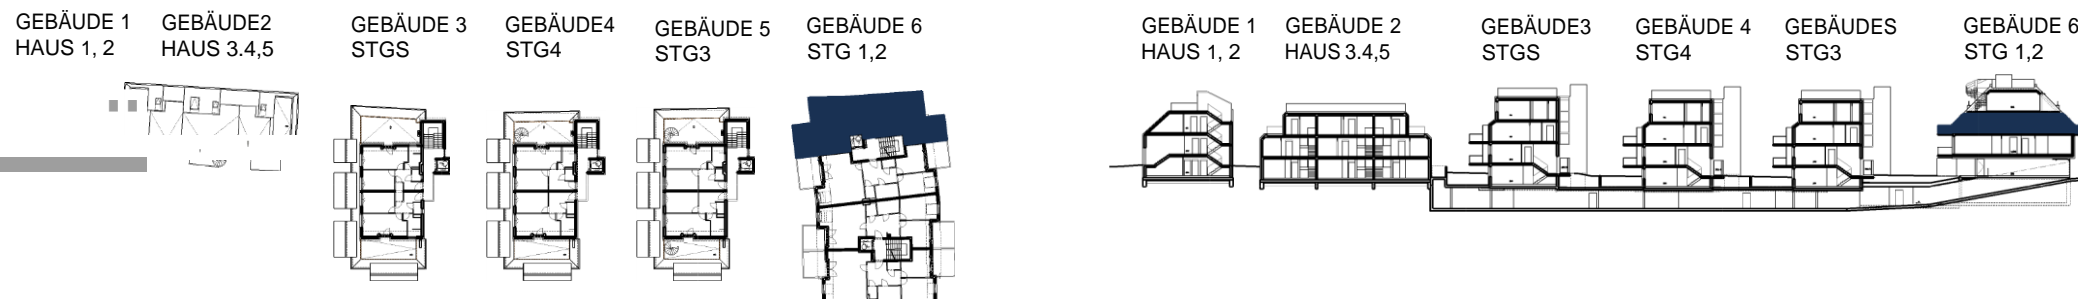 GEBÄUDE 1
HAUS 1, 2
GEBÄUDE2
HAUS 3.4,5
GEBÄUDE 3
STGS
GEBÄUDE4
STG4
GEBÄUDE 5
STG3
GEBÄUDE 6
STG 1,2
GEBÄUDE 1
HAUS 1, 2
GEBÄUDE 2
HAUS 3.4,5
GEBÄUDE3
STGS
GEBÄUDE 4
STG4
GEBÄUDES
STG3
GEBÄUDE 6
STG 1,2